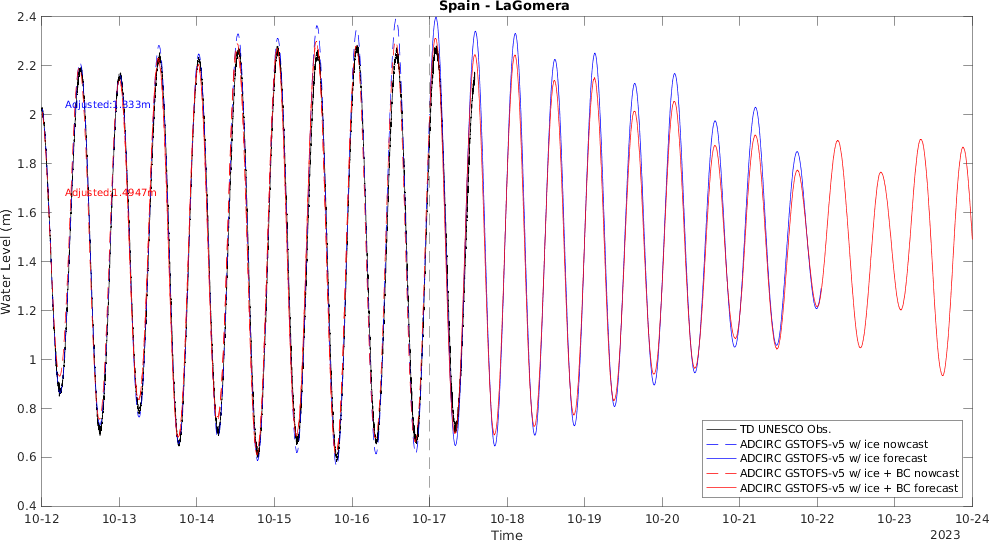 Spain - LaGomera
2.4
2.2
2
1.8
1.6
1.4
1.2
1
0.8
0.6
0.4
Water Level (m)
Adjusted:1.333m
Adjusted:1.4947m
TD UNESCO Obs.
ADCIRC GSTOFS-v5 w/ ice nowcast
ADCIRC GSTOFS-v5 w/ ice forecast
ADCIRC GSTOFS-v5 w/ ice + BC nowcast
ADCIRC GSTOFS-v5 w/ ice + BC forecast
10-12 10-13 10-14 10-15 10-16 10-17 10-18 10-19 10-20 10-21 10-22 10-23 10-24
Time
2023